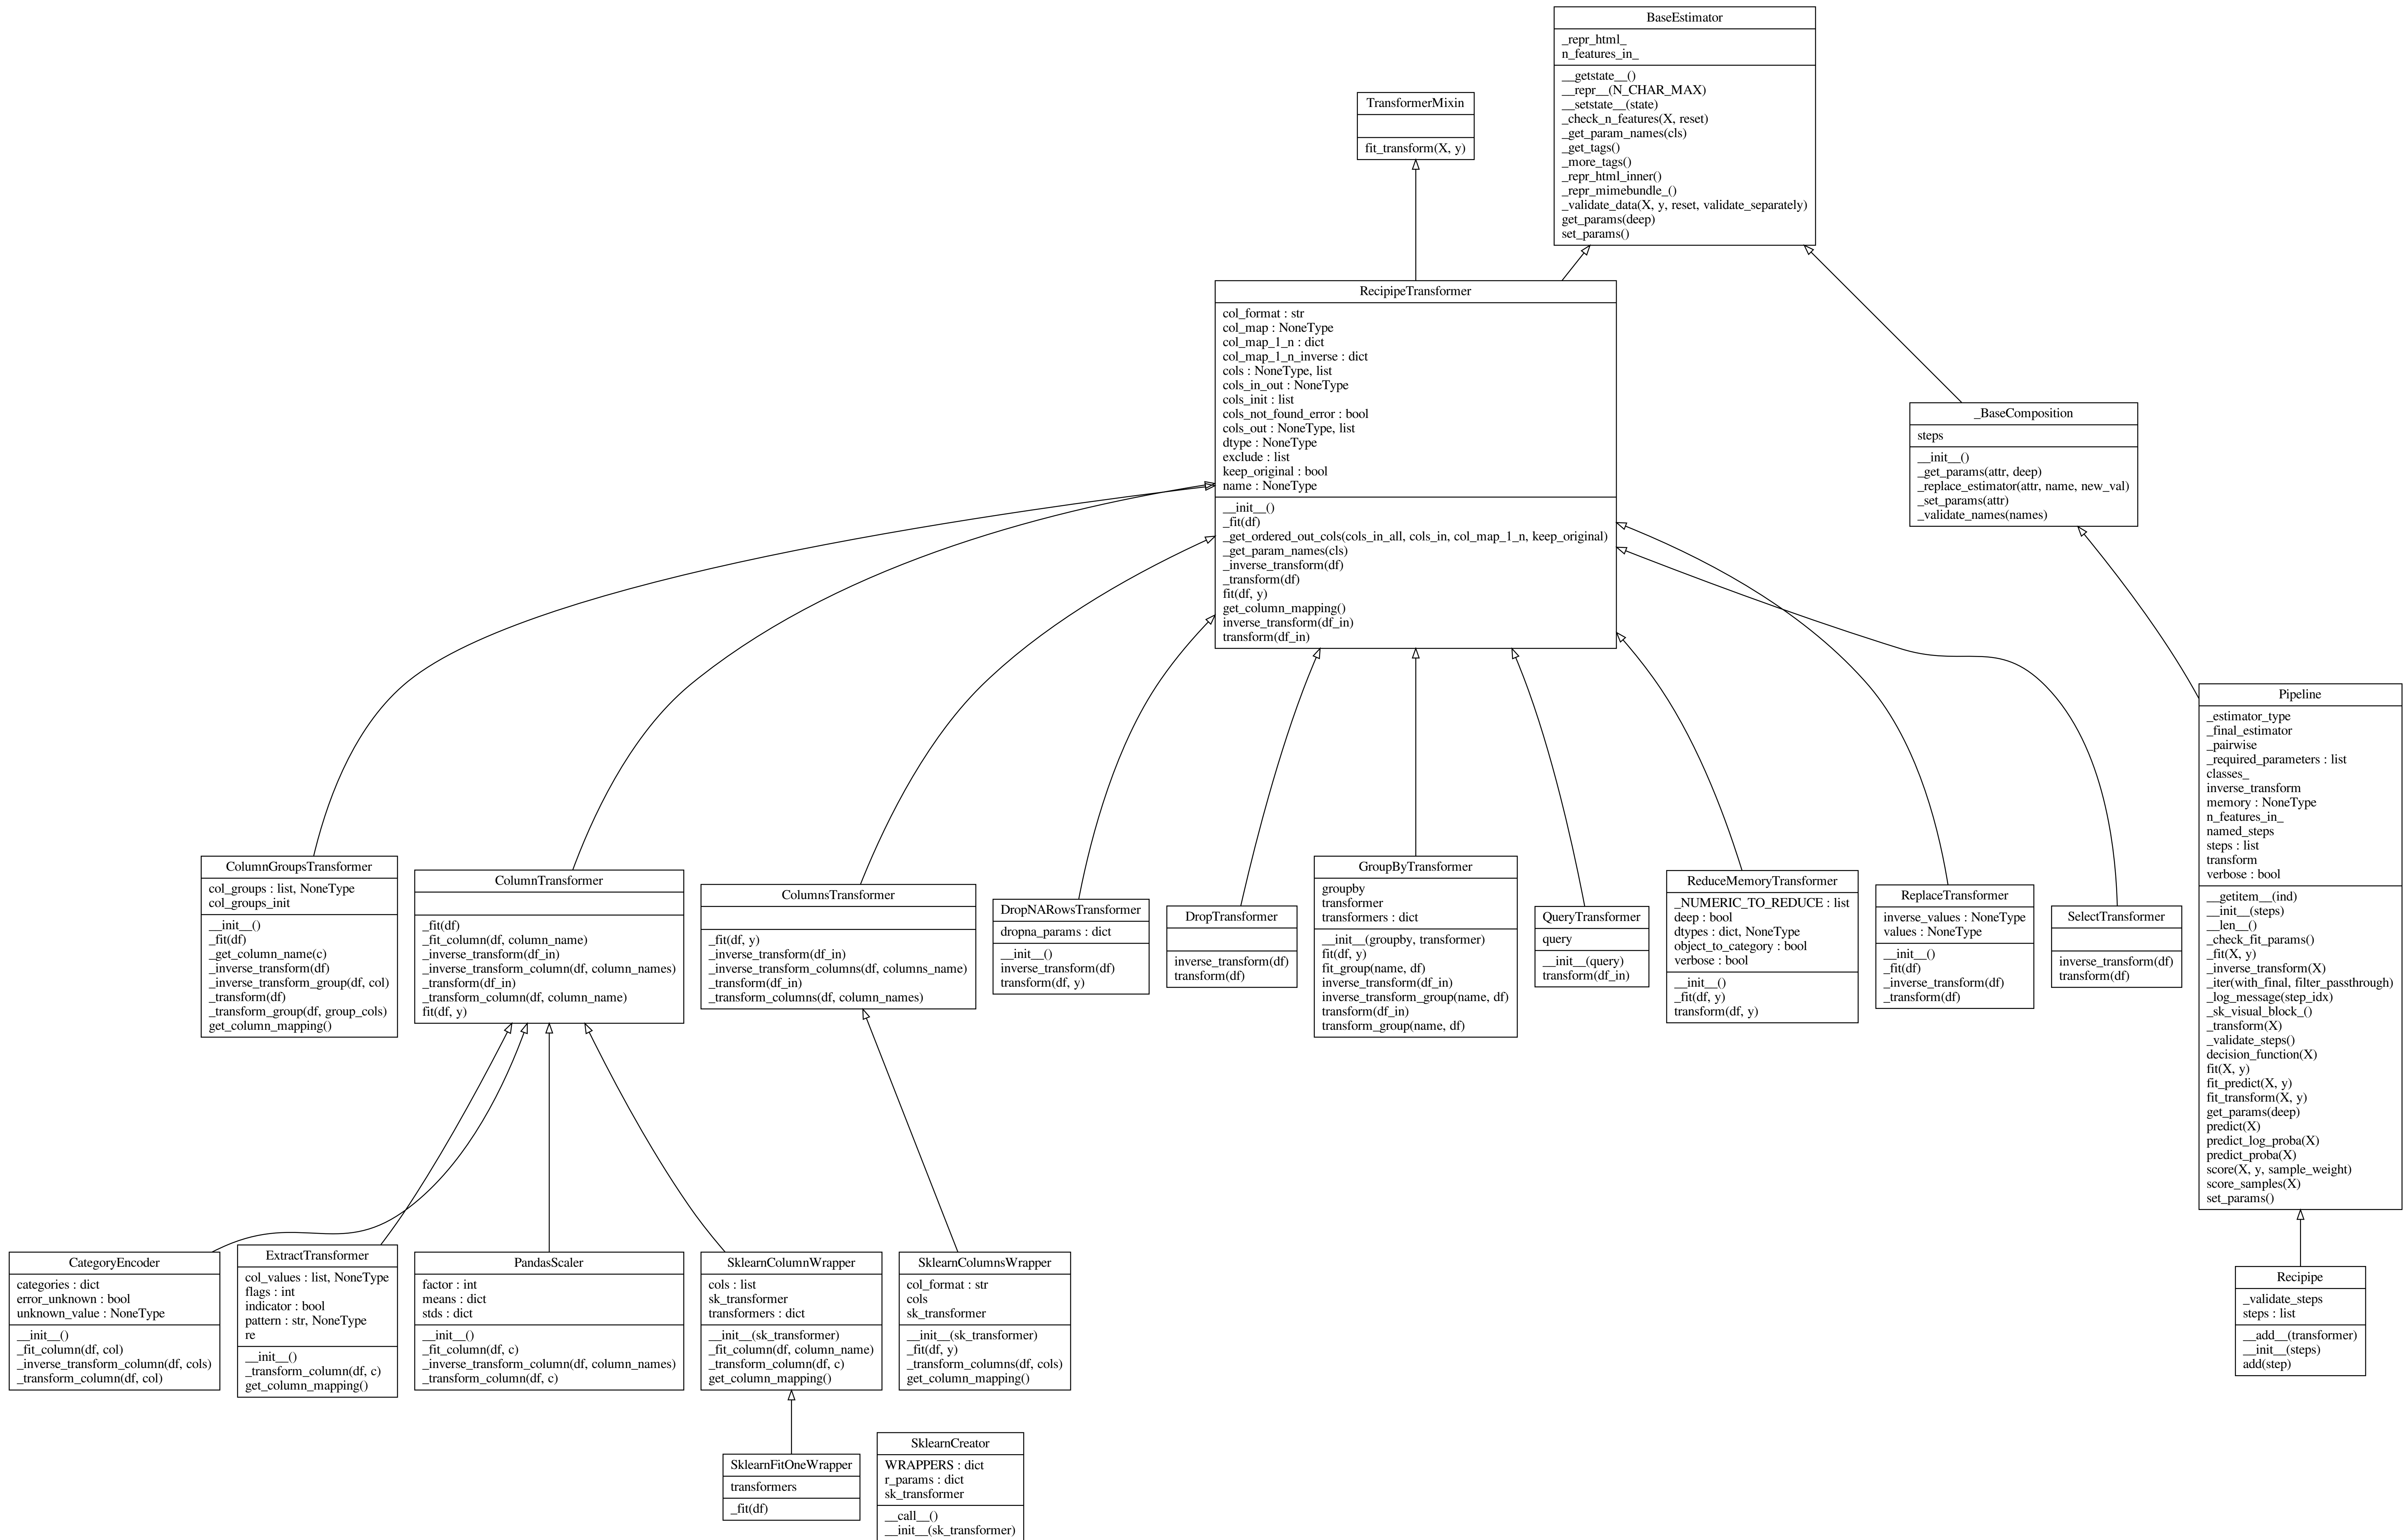 BaseEstimator
_repr_html_
n_features_in_
__getstate__()
__repr__(N_CHAR_MAX)
__setstate__(state)
_check_n_features(X, reset)
_get_param_names(cls)
_get_tags()
_more_tags()
_repr_html_inner()
_repr_mimebundle_()
_validate_data(X, y, reset, validate_separately)
get_params(deep)
set_params()
TransformerMixin
fit_transform(X, y)
RecipipeTransformer
col_format : str
col_map : NoneType
col_map_1_n : dict
col_map_1_n_inverse : dict
cols : NoneType, list
cols_in_out : NoneType
cols_init : list
cols_not_found_error : bool
cols_out : NoneType, list
dtype : NoneType
exclude : list
keep_original : bool
name : NoneType
__init__()
_fit(df)
_get_ordered_out_cols(cols_in_all, cols_in, col_map_1_n, keep_original)
_get_param_names(cls)
_inverse_transform(df)
_transform(df)
fit(df, y)
get_column_mapping()
inverse_transform(df_in)
transform(df_in)
_BaseComposition
steps
__init__()
_get_params(attr, deep)
_replace_estimator(attr, name, new_val)
_set_params(attr)
_validate_names(names)
Pipeline
_estimator_type
_final_estimator
_pairwise
_required_parameters : list
classes_
inverse_transform
memory : NoneType
n_features_in_
named_steps
steps : list
transform
verbose : bool
__getitem__(ind)
__init__(steps)
__len__()
_check_fit_params()
_fit(X, y)
_inverse_transform(X)
_iter(with_final, filter_passthrough)
_log_message(step_idx)
_sk_visual_block_()
_transform(X)
_validate_steps()
decision_function(X)
fit(X, y)
fit_predict(X, y)
fit_transform(X, y)
get_params(deep)
predict(X)
predict_log_proba(X)
predict_proba(X)
score(X, y, sample_weight)
score_samples(X)
set_params()
ColumnGroupsTransformer
col_groups : list, NoneType
col_groups_init
__init__()
_fit(df)
_get_column_name(c)
_inverse_transform(df)
_inverse_transform_group(df, col)
_transform(df)
_transform_group(df, group_cols)
get_column_mapping()
ColumnTransformer
_fit(df)
_fit_column(df, column_name)
_inverse_transform(df_in)
_inverse_transform_column(df, column_names)
_transform(df_in)
_transform_column(df, column_name)
fit(df, y)
ColumnsTransformer
_fit(df, y)
_inverse_transform(df_in)
_inverse_transform_columns(df, columns_name)
_transform(df_in)
_transform_columns(df, column_names)
DropNARowsTransformer
dropna_params : dict
__init__()
inverse_transform(df)
transform(df, y)
DropTransformer
inverse_transform(df)
transform(df)
GroupByTransformer
groupby
transformer
transformers : dict
__init__(groupby, transformer)
fit(df, y)
fit_group(name, df)
inverse_transform(df_in)
inverse_transform_group(name, df)
transform(df_in)
transform_group(name, df)
QueryTransformer
query
__init__(query)
transform(df_in)
ReduceMemoryTransformer
_NUMERIC_TO_REDUCE : list
deep : bool
dtypes : dict, NoneType
object_to_category : bool
verbose : bool
__init__()
_fit(df, y)
transform(df, y)
ReplaceTransformer
inverse_values : NoneType
values : NoneType
__init__()
_fit(df)
_inverse_transform(df)
_transform(df)
SelectTransformer
inverse_transform(df)
transform(df)
CategoryEncoder
categories : dict
error_unknown : bool
unknown_value : NoneType
__init__()
_fit_column(df, col)
_inverse_transform_column(df, cols)
_transform_column(df, col)
ExtractTransformer
col_values : list, NoneType
flags : int
indicator : bool
pattern : str, NoneType
re
__init__()
_transform_column(df, c)
get_column_mapping()
PandasScaler
factor : int
means : dict
stds : dict
__init__()
_fit_column(df, c)
_inverse_transform_column(df, column_names)
_transform_column(df, c)
SklearnColumnWrapper
cols : list
sk_transformer
transformers : dict
__init__(sk_transformer)
_fit_column(df, column_name)
_transform_column(df, c)
get_column_mapping()
SklearnColumnsWrapper
col_format : str
cols
sk_transformer
__init__(sk_transformer)
_fit(df, y)
_transform_columns(df, cols)
get_column_mapping()
Recipipe
_validate_steps
steps : list
__add__(transformer)
__init__(steps)
add(step)
SklearnFitOneWrapper
transformers
_fit(df)
SklearnCreator
WRAPPERS : dict
r_params : dict
sk_transformer
__call__()
__init__(sk_transformer)